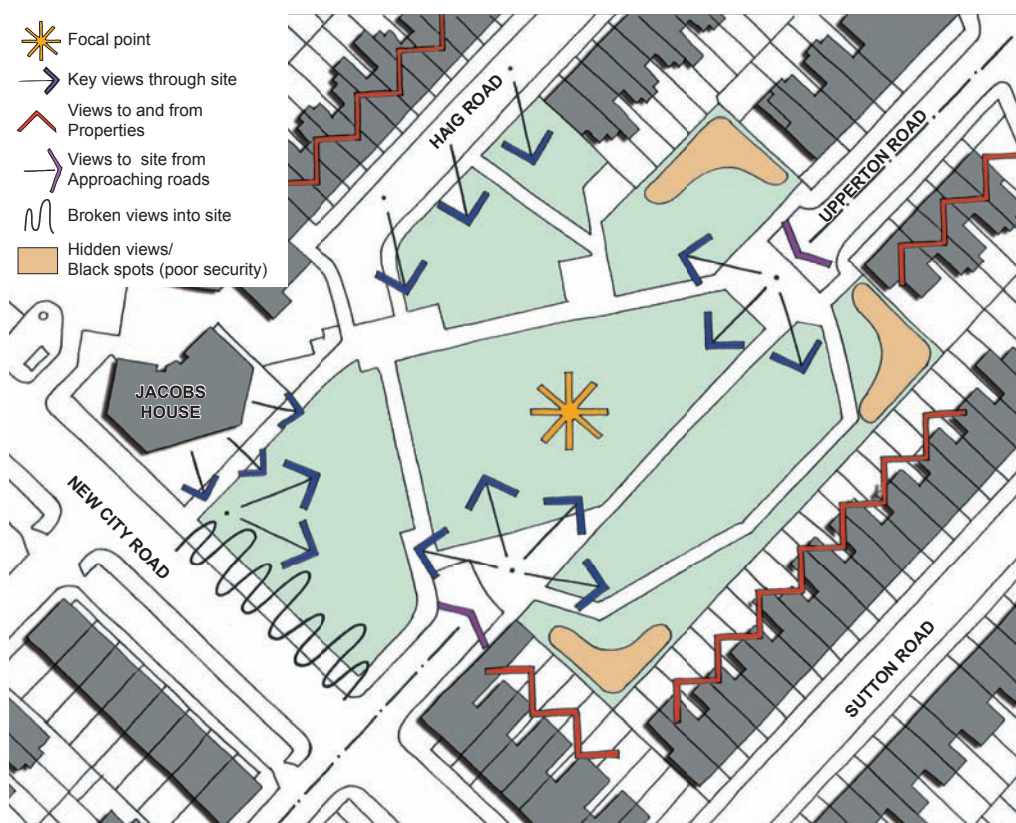 Focal point
Key views through site
Views to and from
Properties
Views to site from
Approaching roads
Broken views into site
Hidden views/
Black spots (poor security)
HAIG ROAD
UPPERTON ROAD
JACOBS
HOUSE
NEW CITY ROAD
SUTTON ROAD